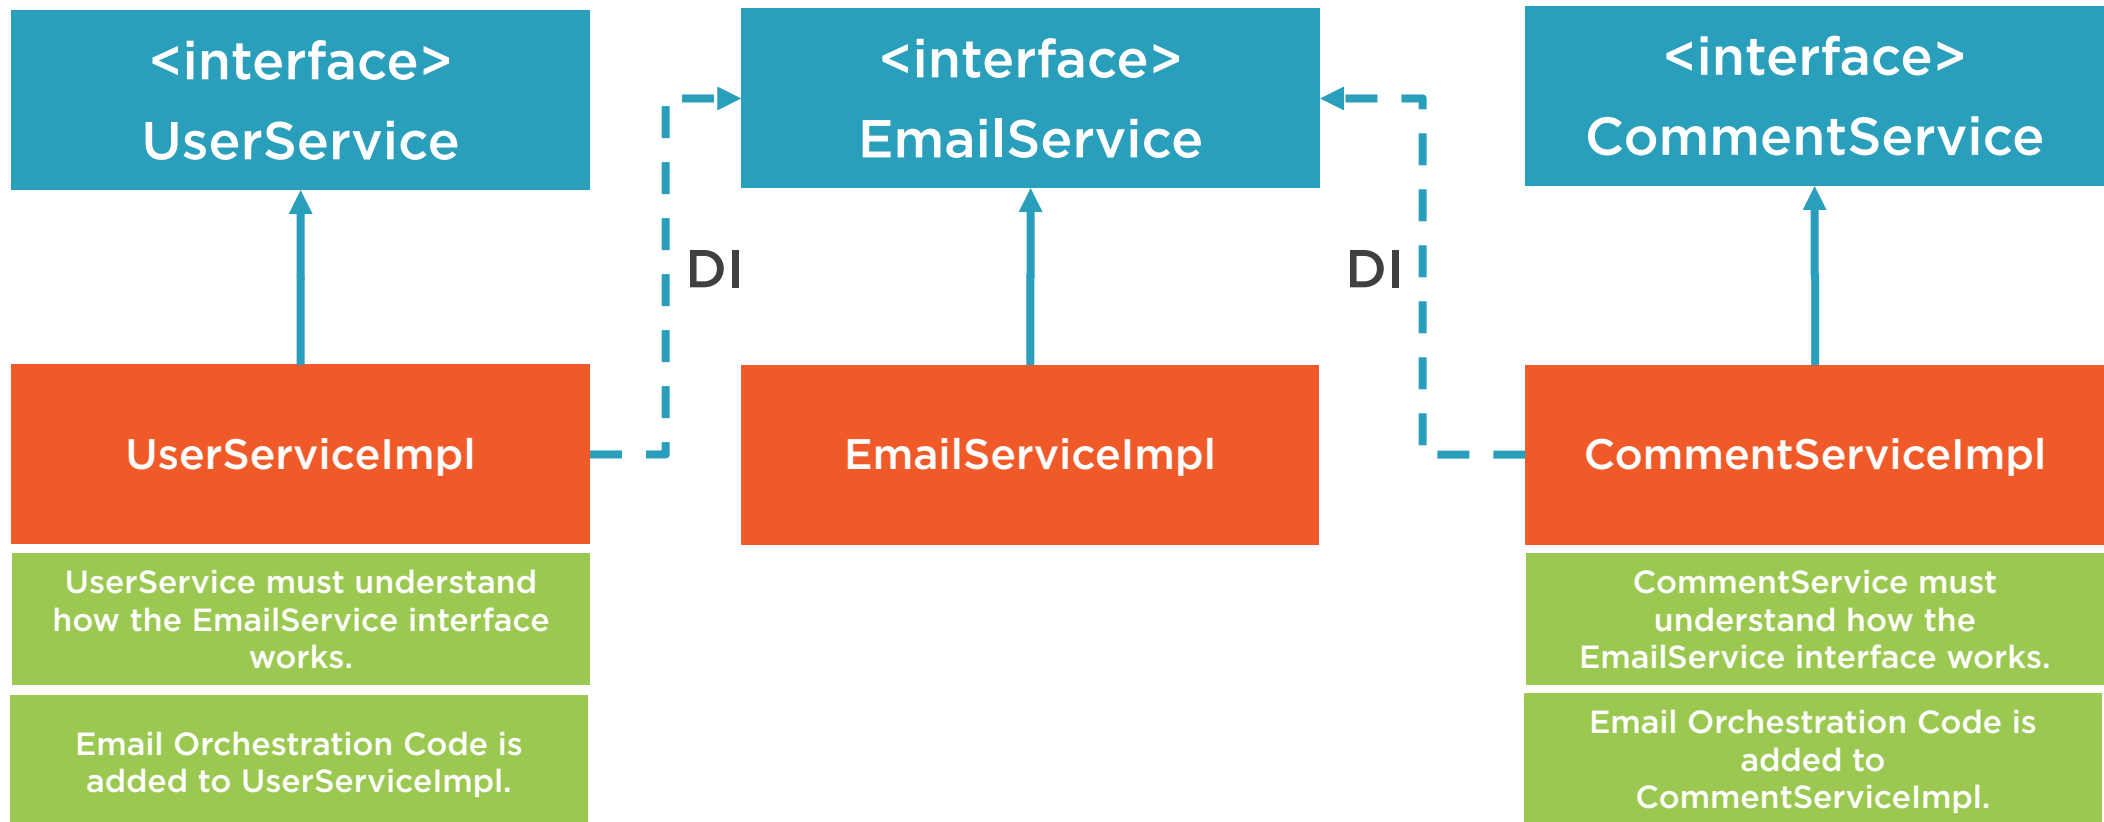 <interface>
UserService
<interface>
EmailService
<interface>
CommentService
DI
DI
UserServiceImpl
EmailServiceImpl
CommentServiceImpl
UserService must understand
how the EmailService interface
works.
CommentService must
understand how the
EmailService interface works.
Email Orchestration Code is
added to UserServiceImpl.
Email Orchestration Code is
added to
CommentServiceImpl.